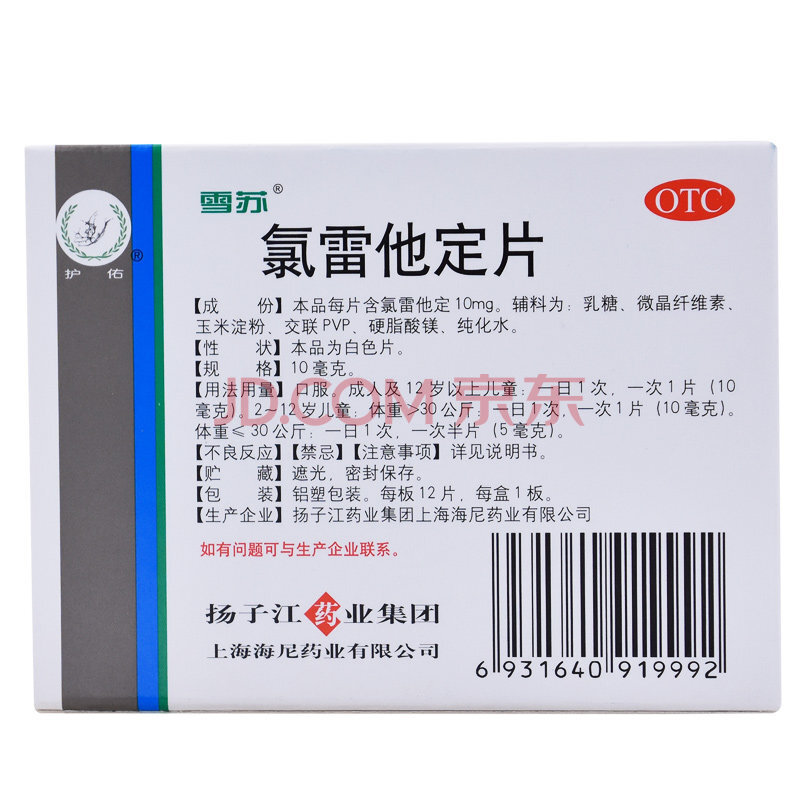 雪苏®
OTC
氯雷他定片
护佑®
【成 份】本品每片含氯雷他定10mg。辅料为：乳糖、微晶纤维素、
玉米淀粉、交联PVP、硬脂酸镁、纯化水。
【性 状】本品为白色片。
【规 格】10毫克。
JD.COM 京东
【用法用量】口服。成人及12岁以上儿童：一日1次，一次1片（10
毫克）。2~12岁儿童：体重>30公斤：一日1次，一次1片（10毫克）。
体重≤30公斤：一日1次，一次半片（5毫克）。
【不良反应】【禁忌】【注意事项】详见说明书。
【贮 藏】遮光，密封保存。
【包 装】铝塑包装。每板12片，每盒1板。
【生产企业】扬子江药业集团上海海尼药业有限公司
如有问题可与生产企业联系。
扬子江药业集团
上海海尼药业有限公司
6 931640 919992